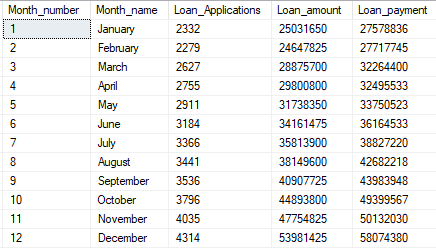 Month_number Month_name Loan_Applications Loan_amount Loan_payment
1 January 2332 25031650 27578836
2 February 2279 24647825 27717745
3 March 2627 28875700 32264400
4 April 2755 29800800 32495533
5 May 2911 31738350 33750523
6 June 3184 34161475 36164533
7 July 3366 35813900 38827220
8 August 3441 38149600 42682218
9 September 3536 40907725 43983948
10 October 3796 44893800 49399567
11 November 4035 47754825 50132030
12 December 4314 53981425 58074380